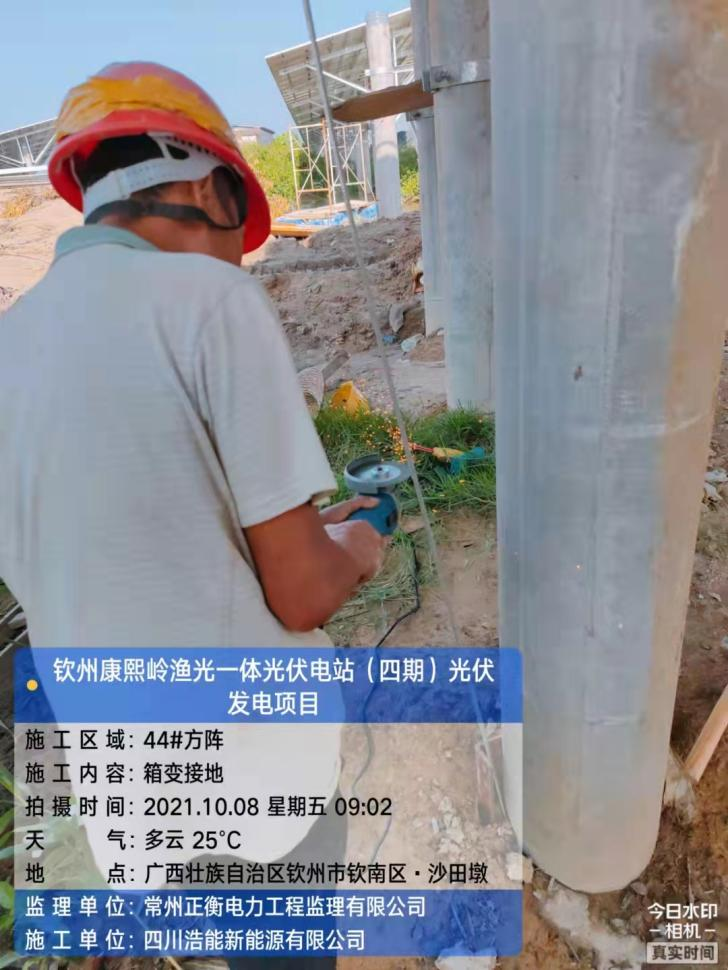 钦州康熙岭渔光一体光伏电站（四期）光伏
发电项目
施工区域：44#方阵
施工内容：箱变接地
拍摄时间：2021.10.08 星期五 09:02
天气：多云 25℃
地点：广西壮族自治区钦州市钦南区·沙田墩
监理单位：常州正衡电力工程监理有限公司
施工单位：四川浩能新能源有限公司
今日水印
相机
真实时间